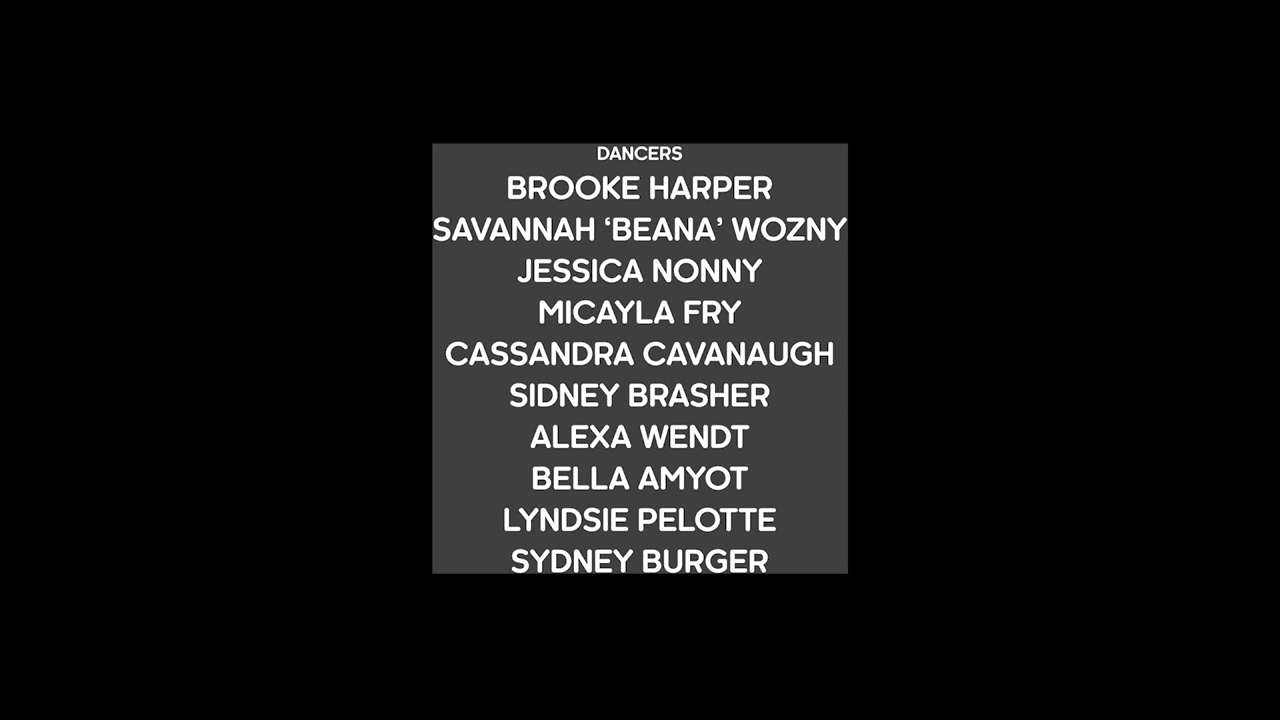 DANCERS
BROOKE HARPER
SAVANNAH ‘BEANA’ WOZNY
JESSICA NONNY
MICAYLA FRY
CASSANDRA CAVANAUGH
SIDNEY BRASHER
ALEXA WENDT
BELLA AMYOT
LYNDSIE PELOTTE
SYDNEY BURGER